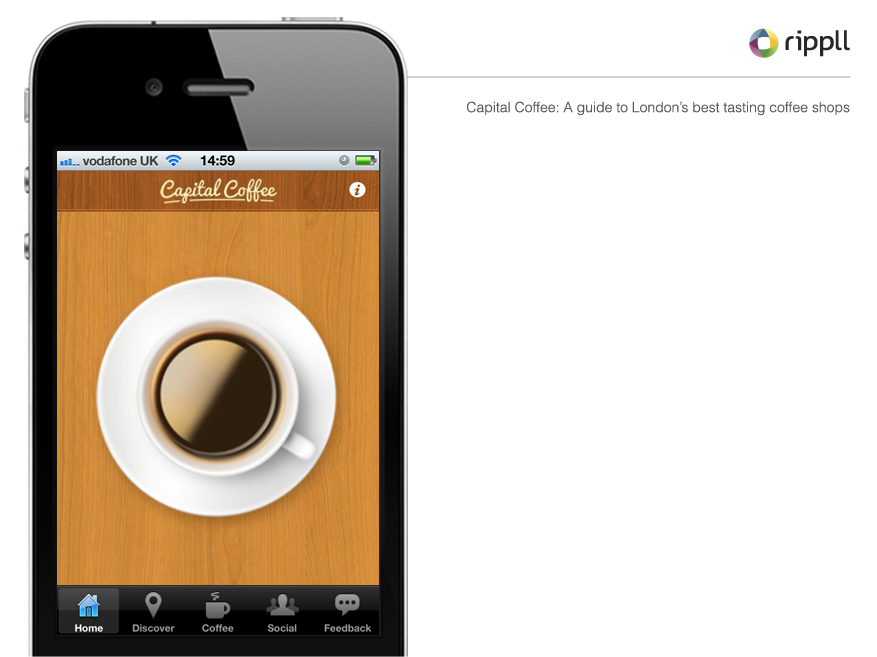 rippll
Capital Coffee: A guide to London's best tasting coffee shops
vodafone UK 14:59
Capital Coffee i
Home Discover Coffee Social Feedback